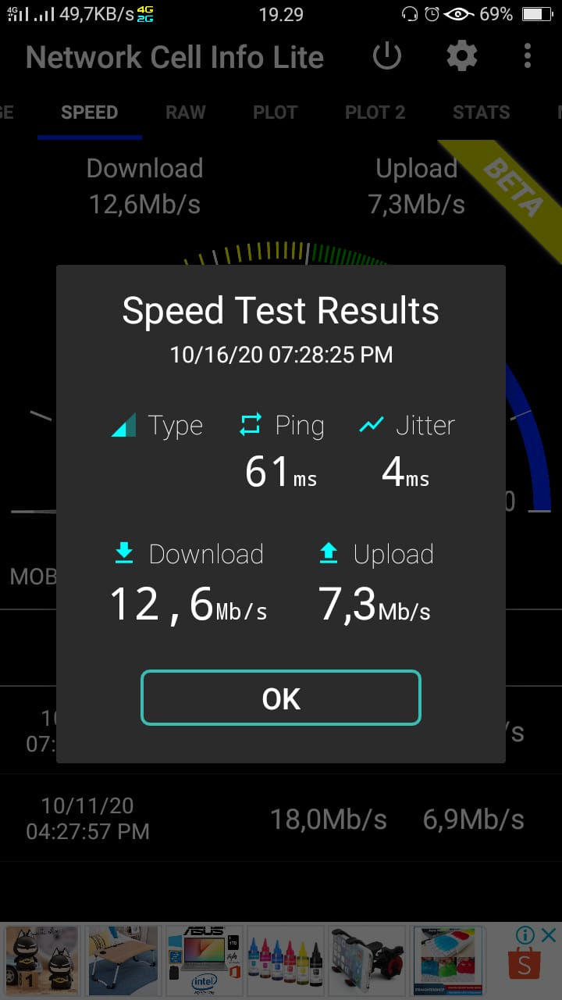 4G 49,7KB/s 4G 2G 19.29 69%
Network Cell Info Lite
GE SPEED RAW PLOT PLOT 2 STATS
Download Upload
12,6Mb/s 7,3Mb/s
BETA
Speed Test Results
10/16/20 07:28:25 PM
Type Ping Jitter
61ms 4ms
0
MOB
Download Upload
12,6Mb/s 7,3Mb/s
OK
10
07: /s
10/11/20
04:27:57 PM 18,0Mb/s 6,9Mb/s
ASUS
1TB
intel
1
S